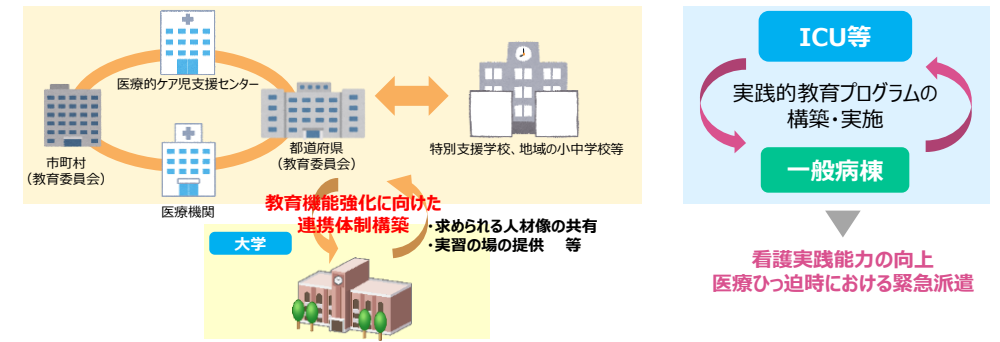 医療的ケア児支援センター
市町村
（教育委員会）
医療機関
都道府県
（教育委員会）
特別支援学校、地域の小中学校等
教育機能強化に向けた
連携体制構築
・求められる人材像の共有
・実習の場の提供　等
大学
ICU等
実践的教育プログラムの
構築・実施
一般病棟
看護実践能力の向上
医療ひっ迫時における緊急派遣